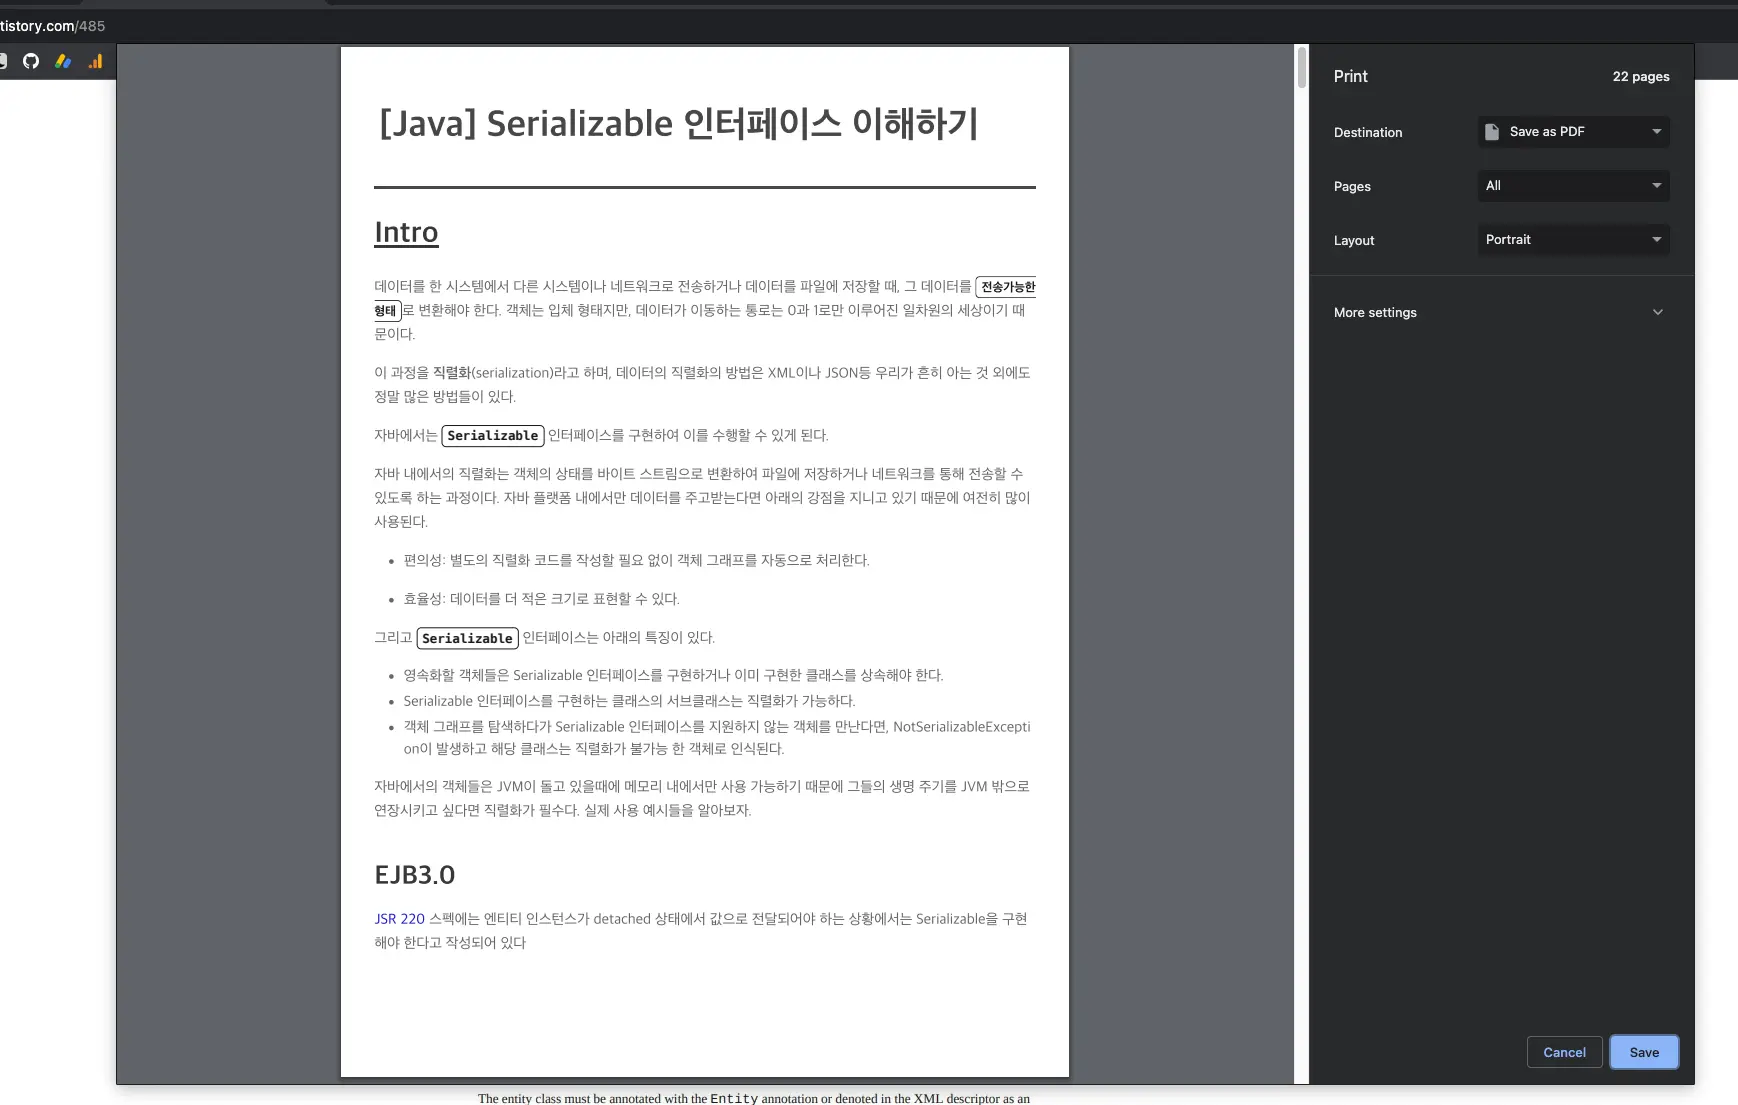 tistory.com/485
[Java] Serializable 인터페이스 이해하기
Intro
데이터를 한 시스템에서 다른 시스템이나 네트워크로 전송하거나 데이터를 파일에 저장할 때, 그 데이터를 전송가능한
형태로 변환해야 한다. 객체는 입체 형태지만, 데이터가 이동하는 통로는 0과 1로만 이루어진 일차원의 세상이기 때
문이다.
이 과정을 직렬화(serialization)라고 하며, 데이터의 직렬화의 방법은 XML이나 JSON등 우리가 흔히 아는 것 외에도
정말 많은 방법들이 있다.
자바에서는 Serializable 인터페이스를 구현하여 이를 수행할 수 있게 된다.
자바 내에서의 직렬화는 객체의 상태를 바이트 스트림으로 변환하여 파일에 저장하거나 네트워크를 통해 전송할 수
있도록 하는 과정이다. 자바 플랫폼 내에서만 데이터를 주고받는다면 아래의 강점을 지니고 있기 때문에 여전히 많이
사용된다.
• 편의성: 별도의 직렬화 코드를 작성할 필요 없이 객체 그래프를 자동으로 처리한다.
• 효율성: 데이터를 더 적은 크기로 표현할 수 있다.
그리고 Serializable 인터페이스는 아래의 특징이 있다.
• 영속화할 객체들은 Serializable 인터페이스를 구현하거나 이미 구현한 클래스를 상속해야 한다.
• Serializable 인터페이스를 구현하는 클래스의 서브클래스는 직렬화가 가능하다.
• 객체 그래프를 탐색하다가 Serializable 인터페이스를 지원하지 않는 객체를 만난다면, NotSerializableExcepti
on이 발생하고 해당 클래스는 직렬화가 불가능 한 객체로 인식된다.
자바에서의 객체들은 JVM이 돌고 있을때에 메모리 내에서만 사용 가능하기 때문에 그들의 생명 주기를 JVM 밖으로
연장시키고 싶다면 직렬화가 필수다. 실제 사용 예시들을 알아보자.
EJB3.0
JSR 220 스펙에는 엔티티 인스턴스가 detached 상태에서 값으로 전달되어야 하는 상황에서는 Serializable을 구현
해야 한다고 작성되어 있다
Print
22 pages
Destination
Save as PDF
Pages
All
Layout
Portrait
More settings
Cancel
Save
The entity class must be annotated with the Entity annotation or denoted in the XML descriptor as an